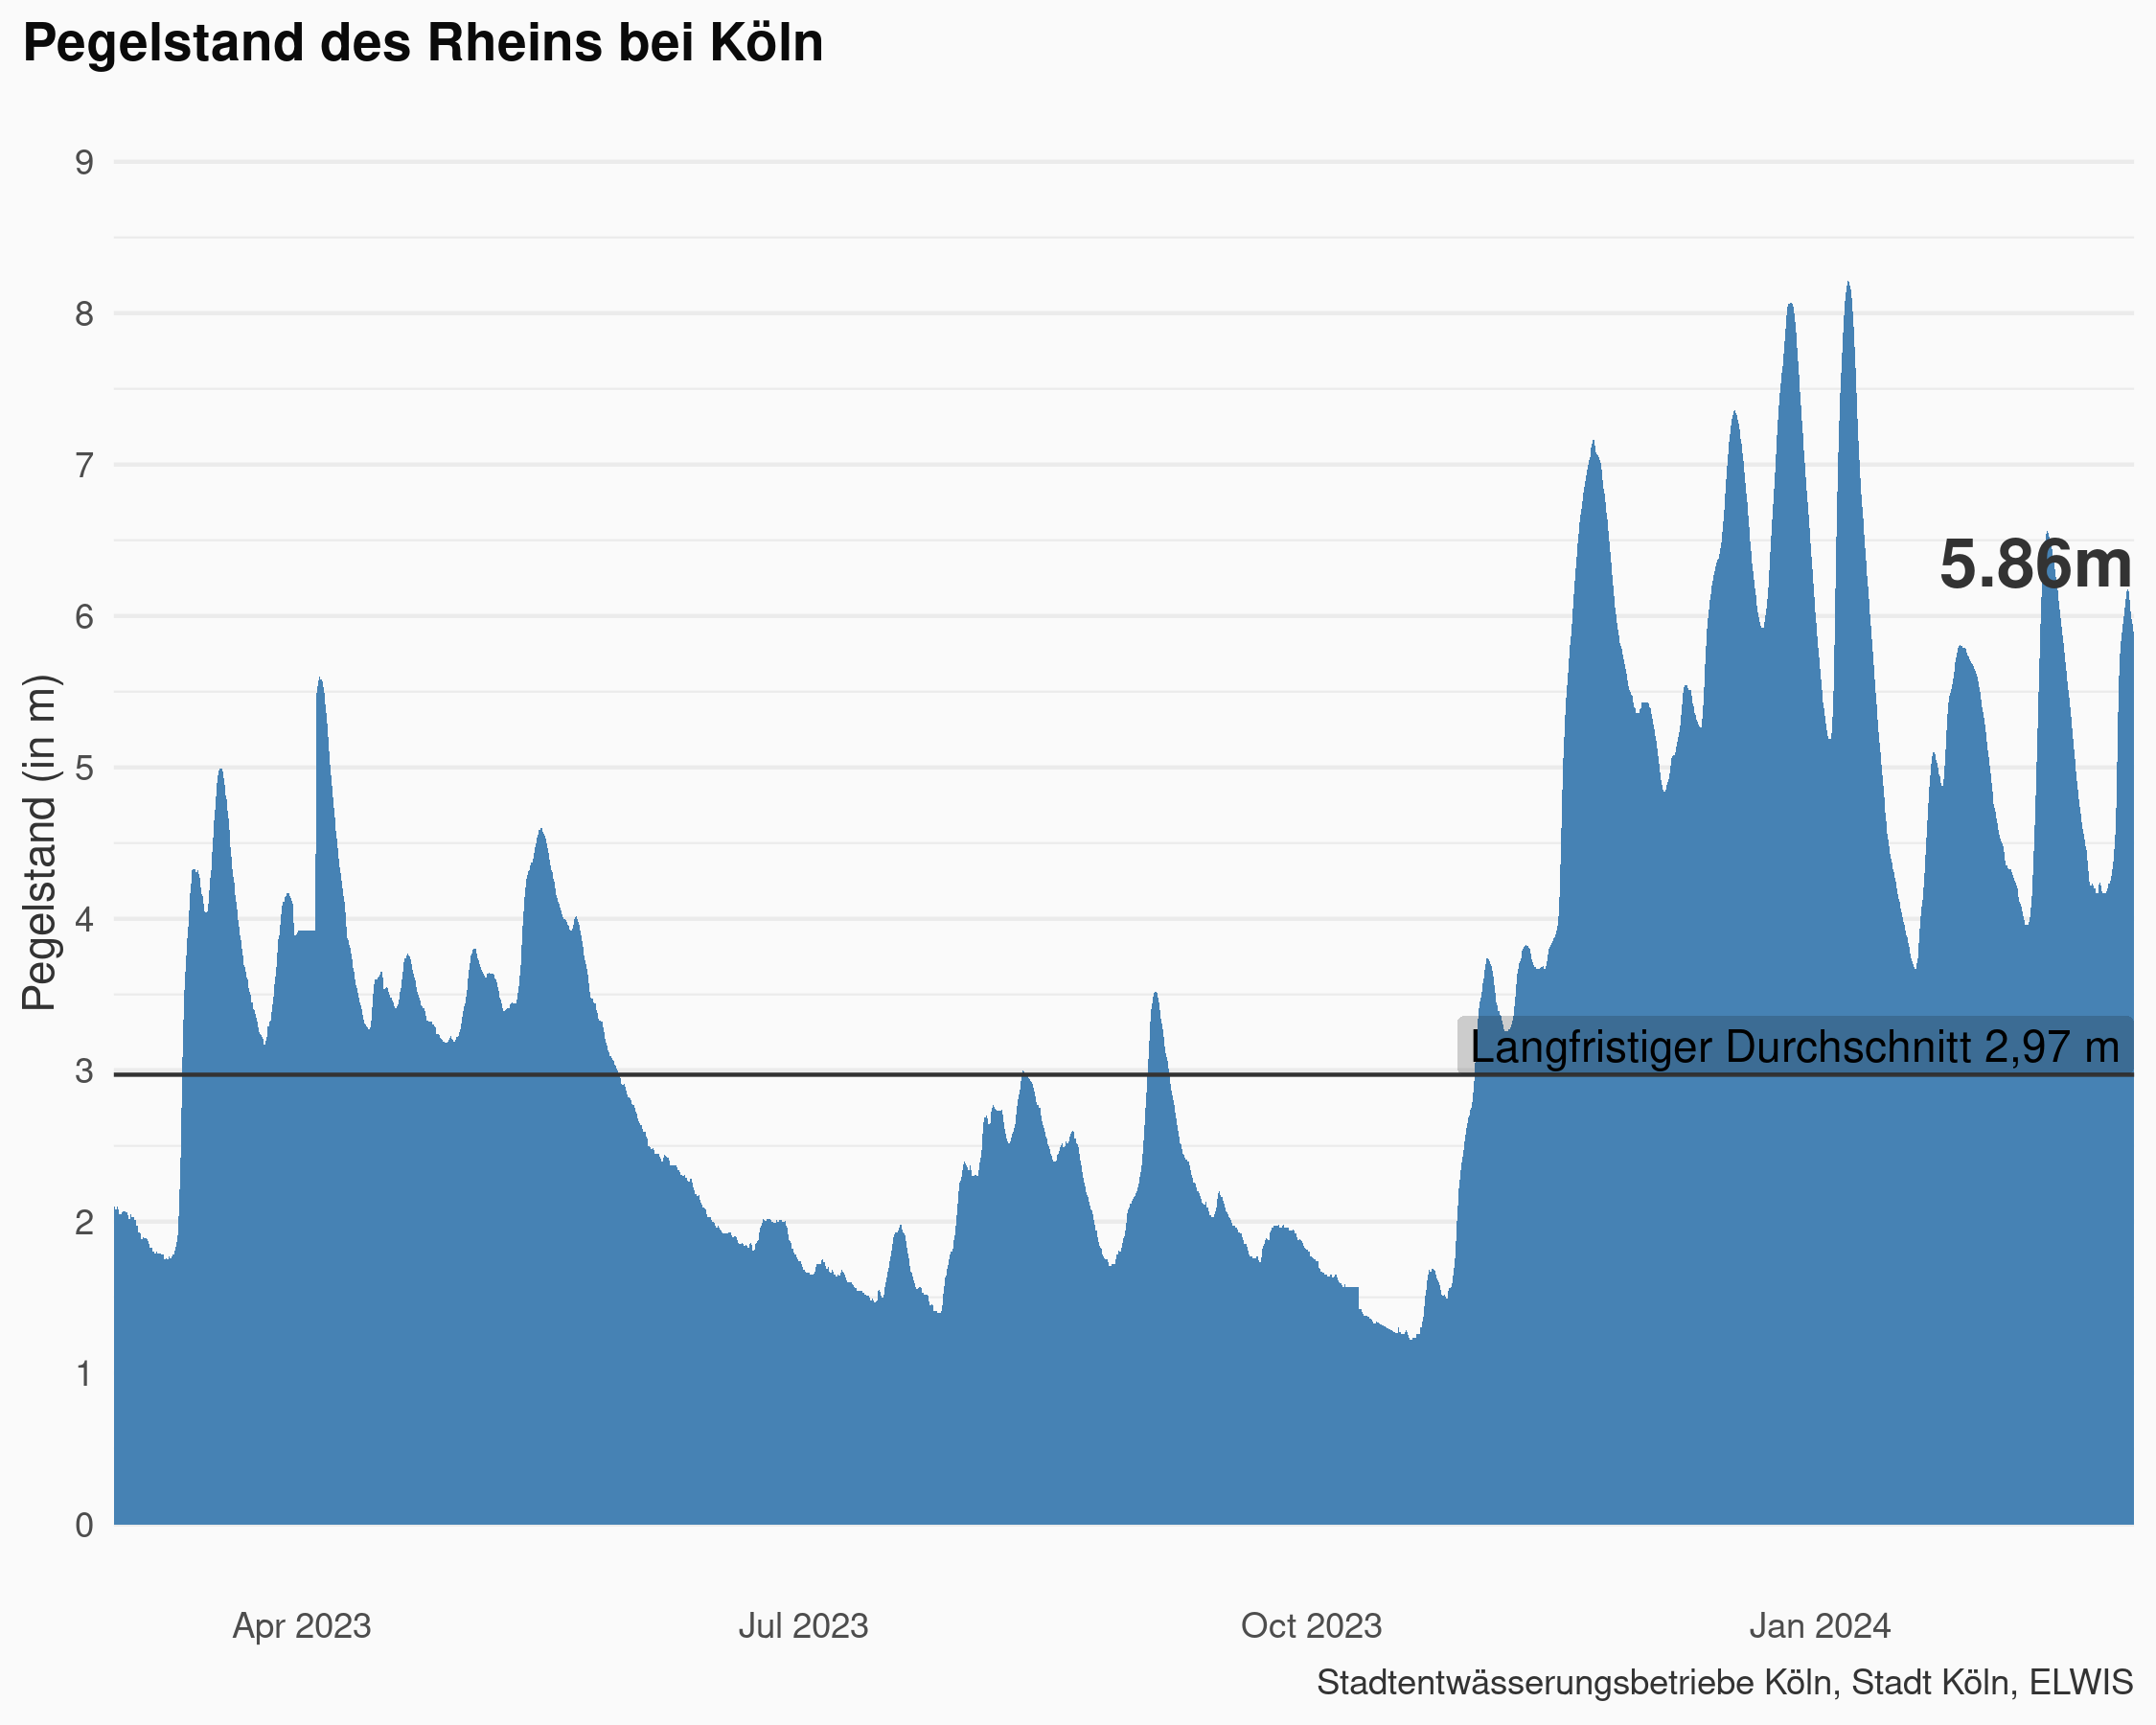 Pegelstand des Rheins bei Köln
9
8
7
6
5
4
3
2
1
0
Pegelstand (in m)
5.86m
Langfristiger Durchschnitt 2,97 m
Apr 2023
Jul 2023
Oct 2023
Jan 2024
Stadtentwässerungsbetriebe Köln, Stadt Köln, ELWIS